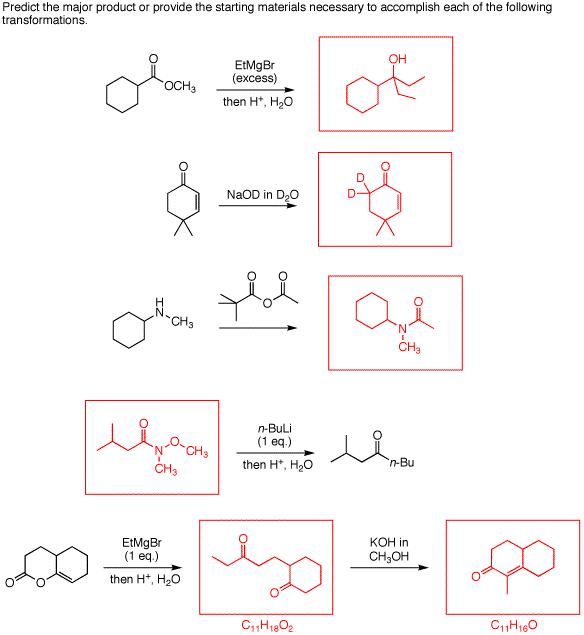 Predict the major product or provide the starting materials necessary to accomplish each of the following
transformations.
O
OCH3
EtMgBr
(excess)
then H+, H2O
OH
O
NaOD in D2O
O
D
D
H
N
CH3
O O
O
O
N
CH3
O
N
O
CH3
CH3
n-BuLi
(1 eq.)
then H+, H2O
O
n-Bu
O
O
EtMgBr
(1 eq.)
then H+, H2O
O
O
KOH in
CH3OH
O
C11H18O2
C11H16O